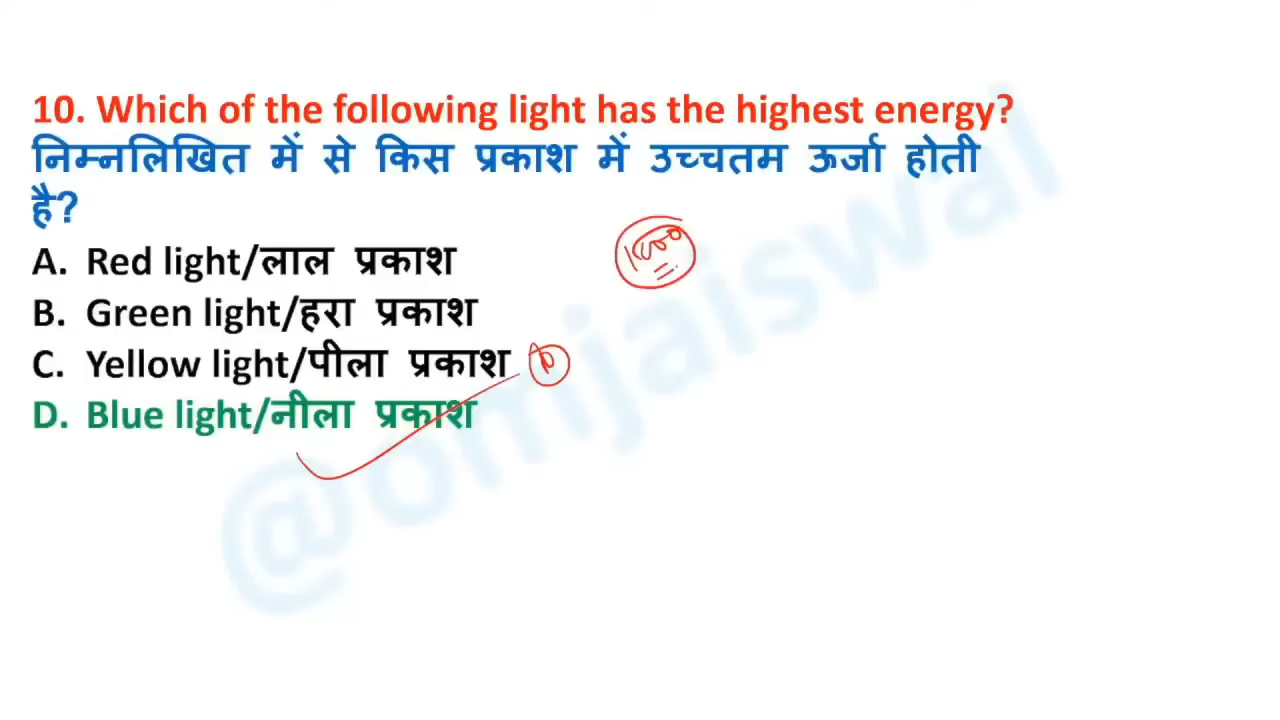 10. Which of the following light has the highest energy?
निम्नलिखित में से किस प्रकाश में उच्चतम ऊर्जा होती
है?
A. Red light/लाल प्रकाश
B. Green light/हरा प्रकाश
C. Yellow light/पीला प्रकाश
D. Blue light/नीला प्रकाश
@omjaiswal